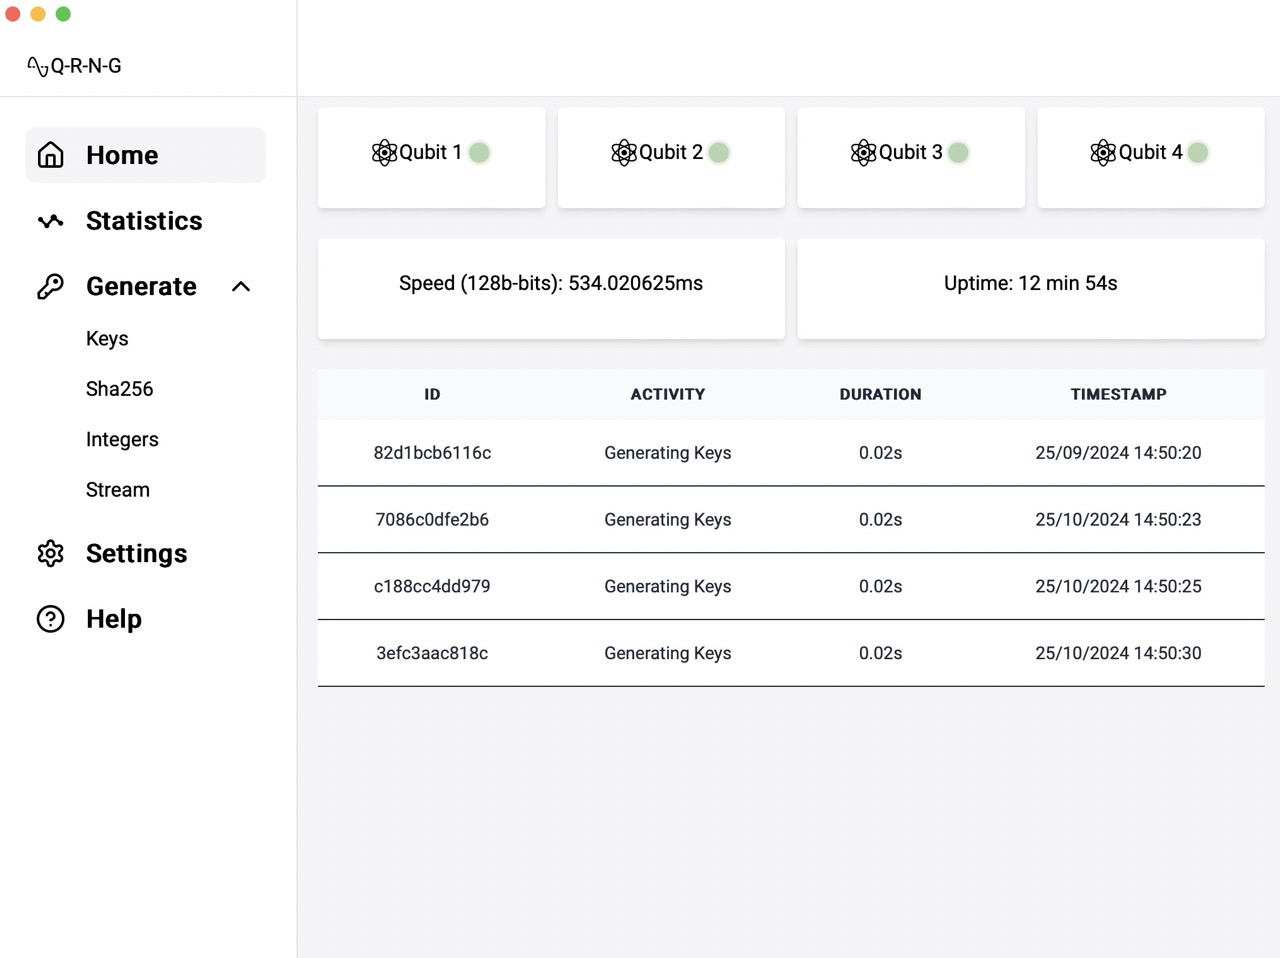 Q-R-N-G
Home
Statistics
Generate
Keys
Sha256
Integers
Stream
Settings
Help
Qubit 1
Qubit 2
Qubit 3
Qubit 4
Speed (128b-bits): 534.020625ms
Uptime: 12 min 54s
ID ACTIVITY DURATION TIMESTAMP
82d1bcb6116c Generating Keys 0.02s 25/09/2024 14:50:20
7086c0dfe2b6 Generating Keys 0.02s 25/10/2024 14:50:23
c188cc4dd979 Generating Keys 0.02s 25/10/2024 14:50:25
3efc3aac818c Generating Keys 0.02s 25/10/2024 14:50:30